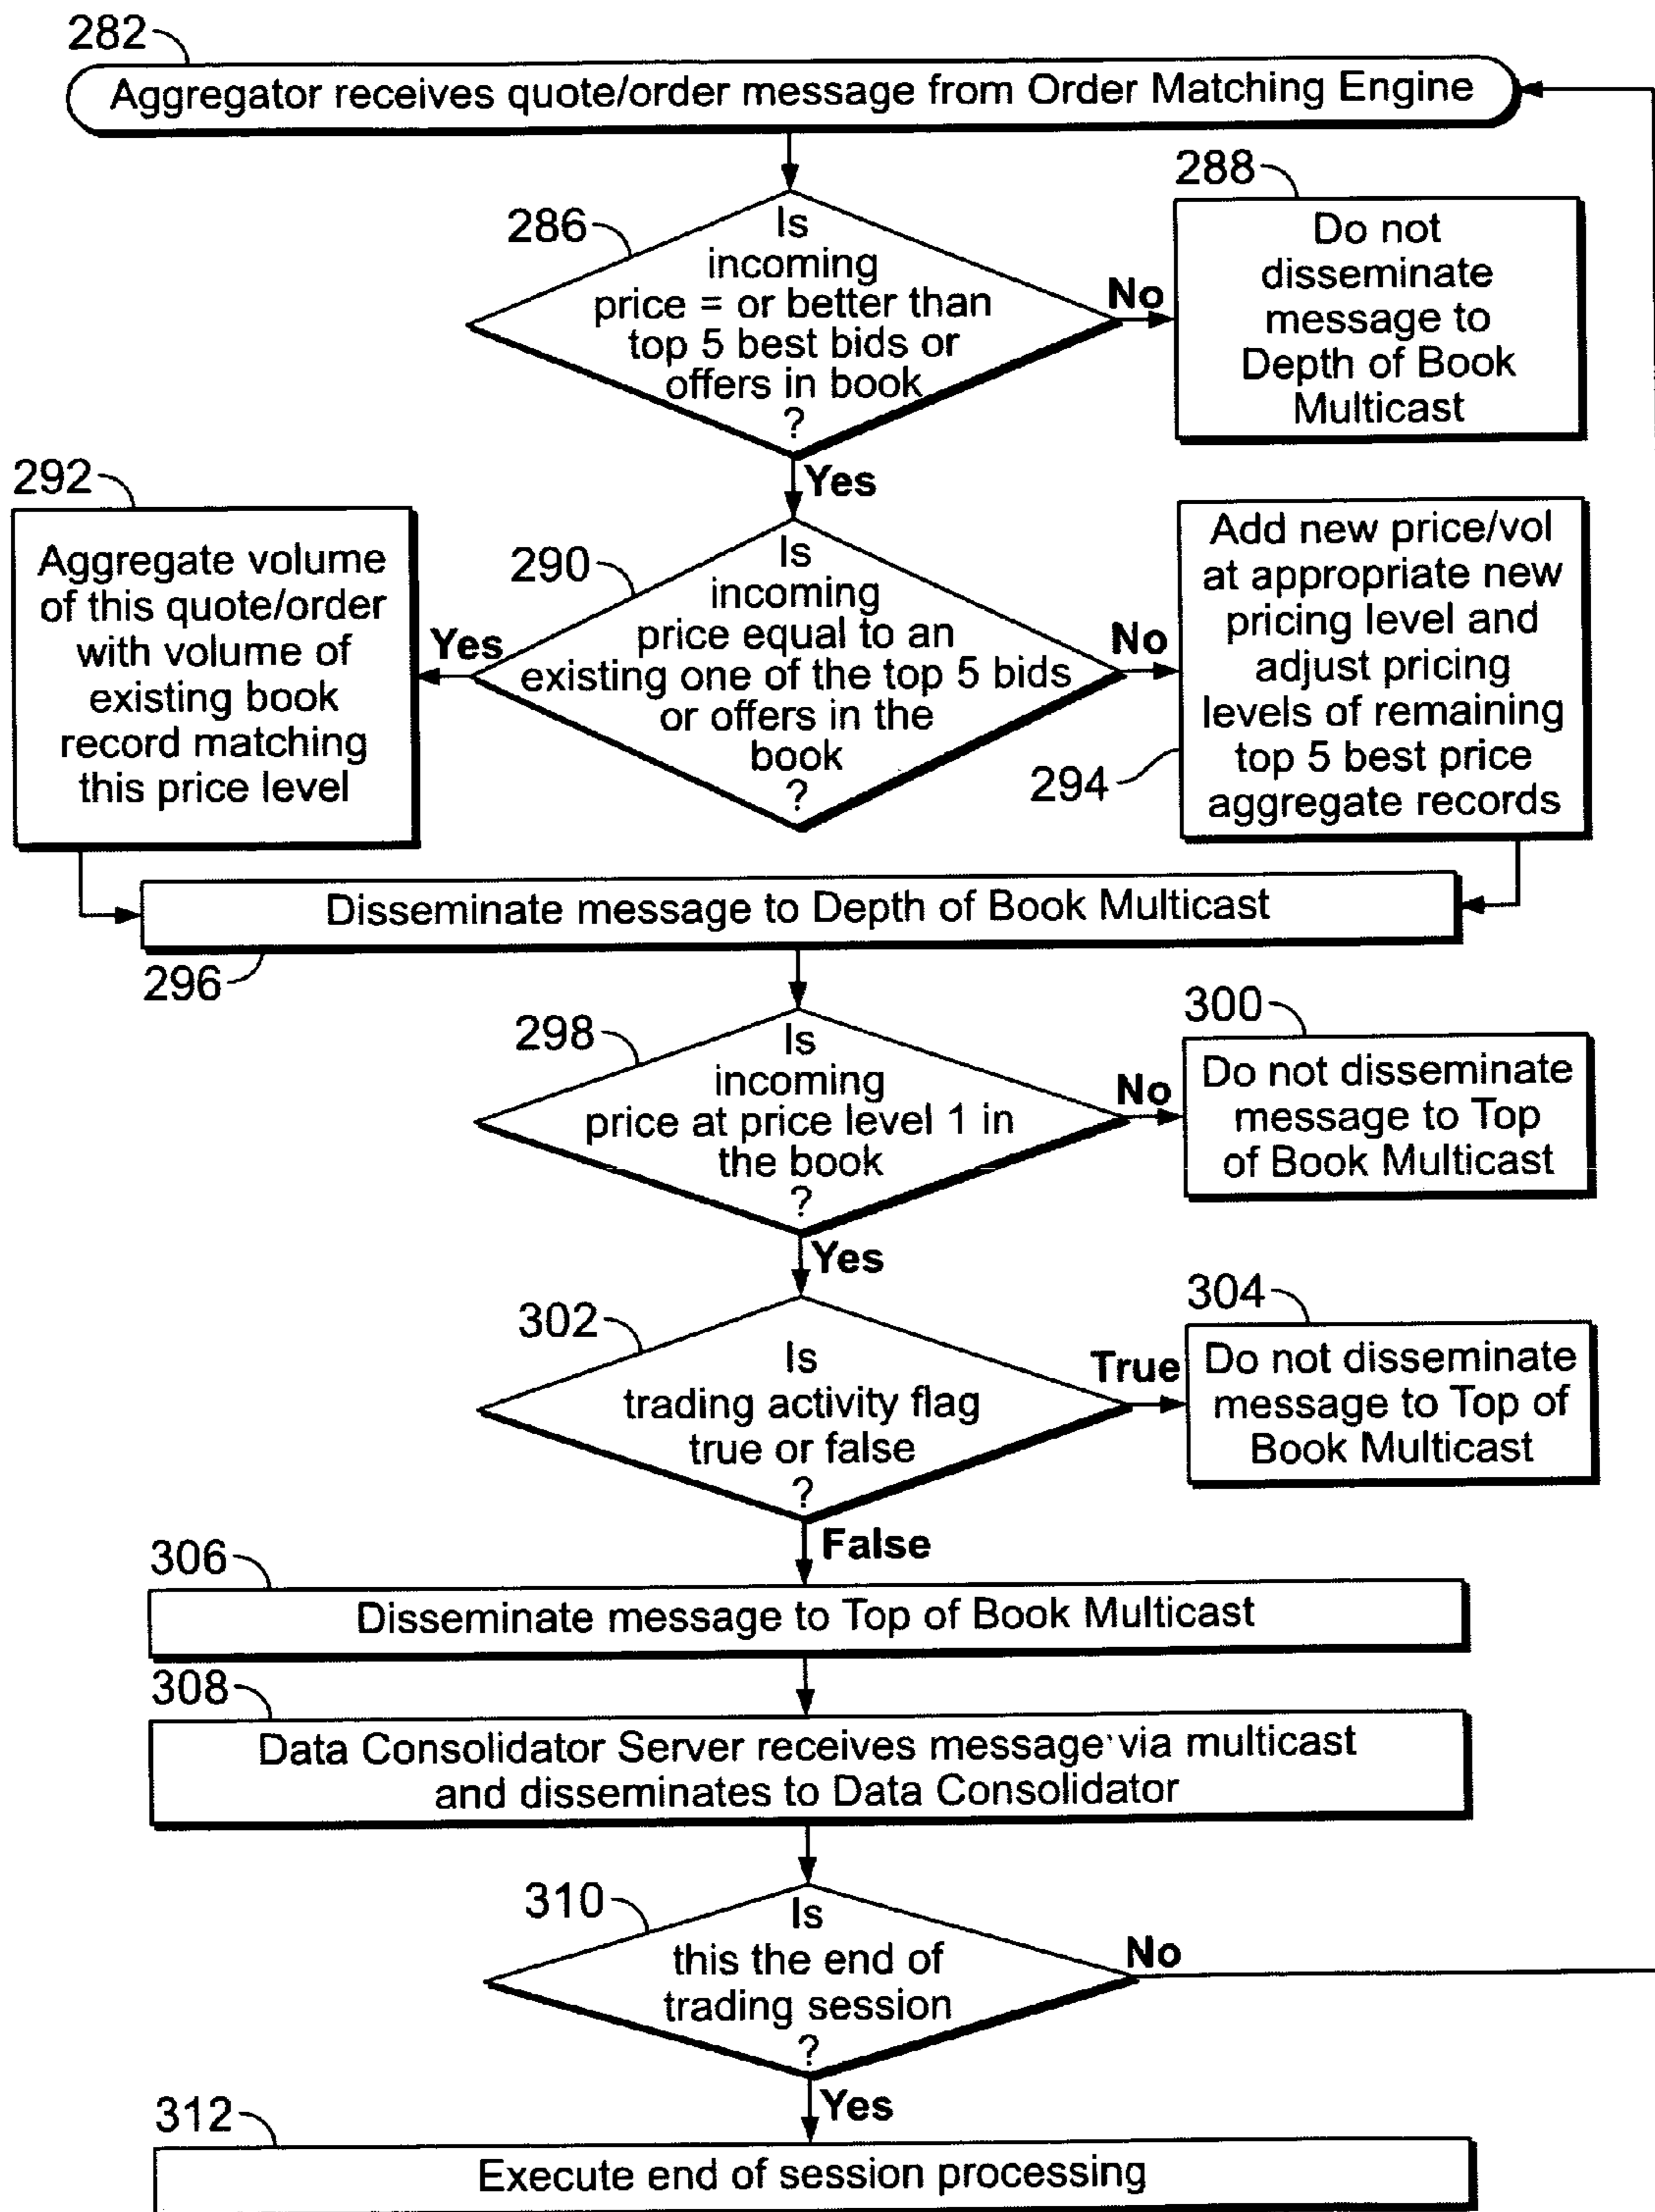 282
Aggregator receives quote/order message from Order Matching Engine
286
Is
incoming
price = or better than
top 5 best bids or
offers in book
?
No
288
Do not
disseminate
message to
Depth of Book
Multicast
Yes
292
Aggregate volume
of this quote/order
with volume of
existing book
record matching
this price level
Yes
290
Is
incoming
price equal to an
existing one of the top 5 bids
or offers in the
book
?
No
294
Add new price/vol
at appropriate new
pricing level and
adjust pricing
levels of remaining
top 5 best price
aggregate records
Disseminate message to Depth of Book Multicast
296
298
Is
incoming
price at price level 1 in
the book
?
No
300
Do not disseminate
message to Top
of Book Multicast
Yes
302
Is
trading activity flag
true or false
?
True
304
Do not disseminate
message to Top of
Book Multicast
False
306
Disseminate message to Top of Book Multicast
308
Data Consolidator Server receives message via multicast
and disseminates to Data Consolidator
310
Is
this the end of
trading session
?
No
Yes
312
Execute end of session processing